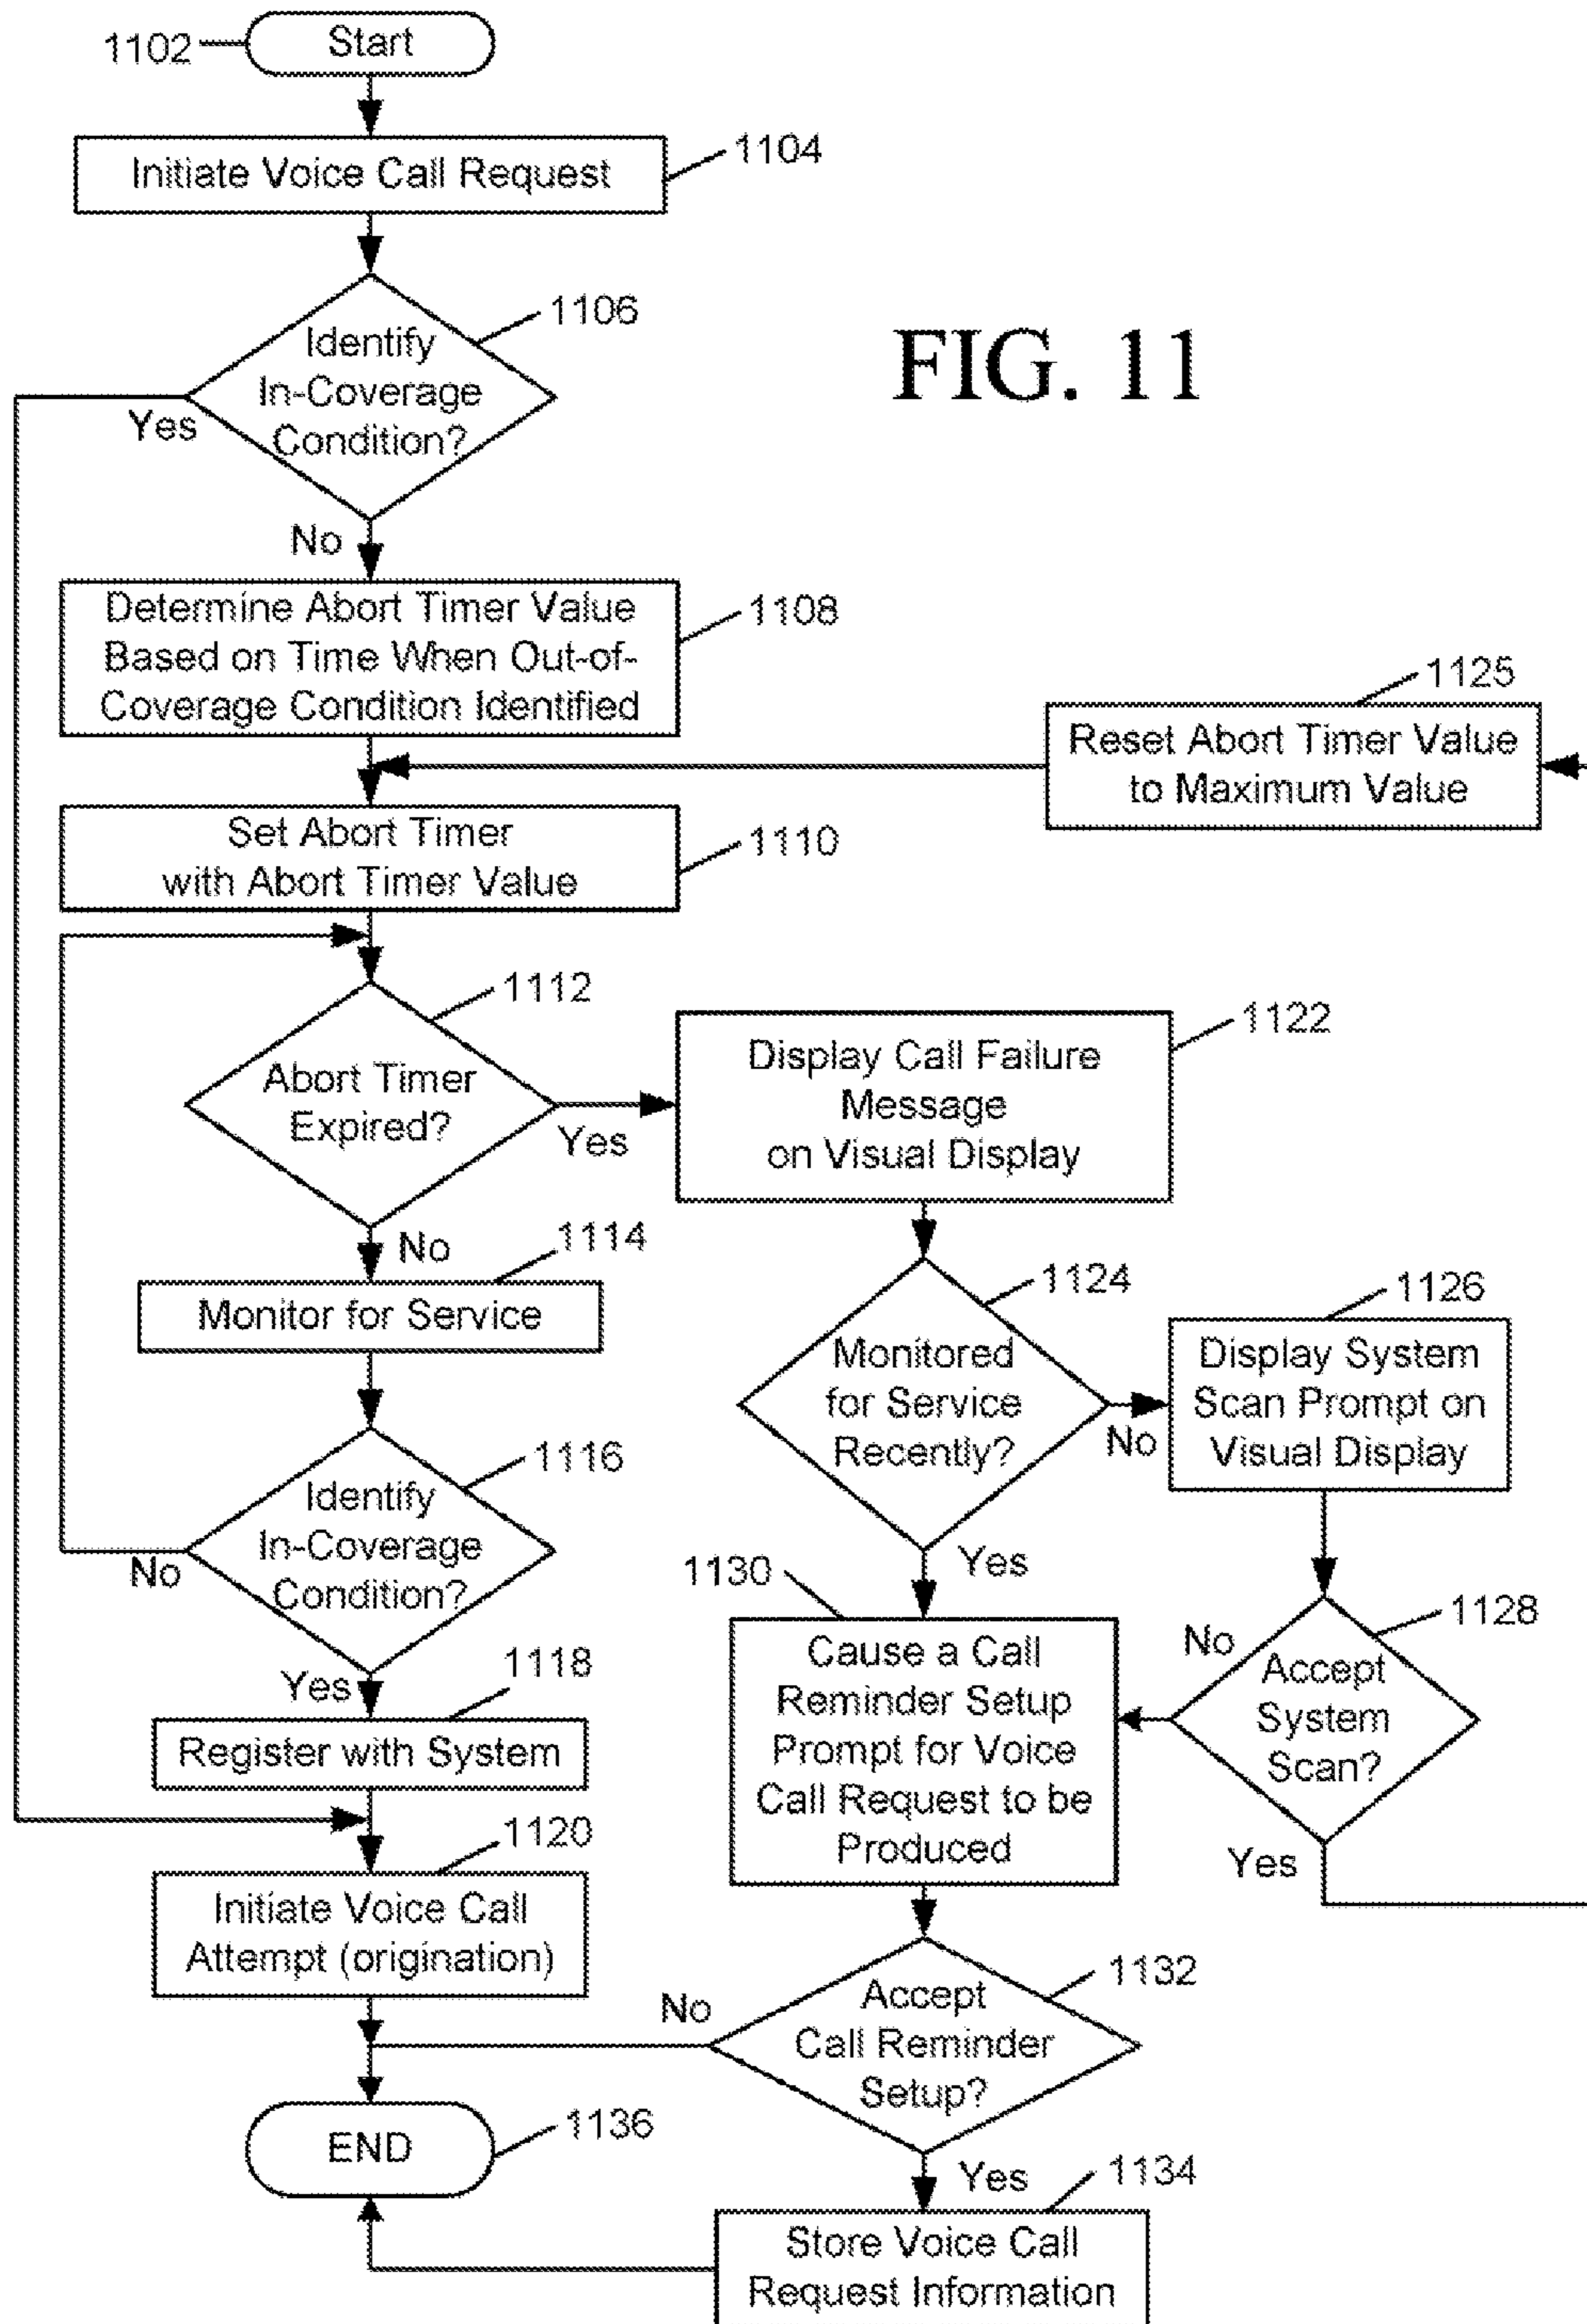 1102
Start
Initiate Voice Call Request
1104
1106
Identify
In-Coverage
Condition?
Yes
No
FIG. 11
Determine Abort Timer Value
Based on Time When Out-of-
Coverage Condition Identified
1108
1125
Reset Abort Timer Value
to Maximum Value
Set Abort Timer
with Abort Timer Value
1110
1112
Abort Timer
Expired?
Yes
No
1122
Display Call Failure
Message
on Visual Display
1114
Monitor for Service
1124
Monitored
for Service
Recently?
No
Yes
1126
Display System
Scan Prompt on
Visual Display
1116
Identify
In-Coverage
Condition?
No
Yes
1128
No
Accept
System
Scan?
Yes
1130
Cause a Call
Reminder Setup
Prompt for Voice
Call Request to be
Produced
1118
Register with System
1120
Initiate Voice Call
Attempt (origination)
1132
No
Accept
Call Reminder
Setup?
Yes
END
1136
1134
Store Voice Call
Request Information